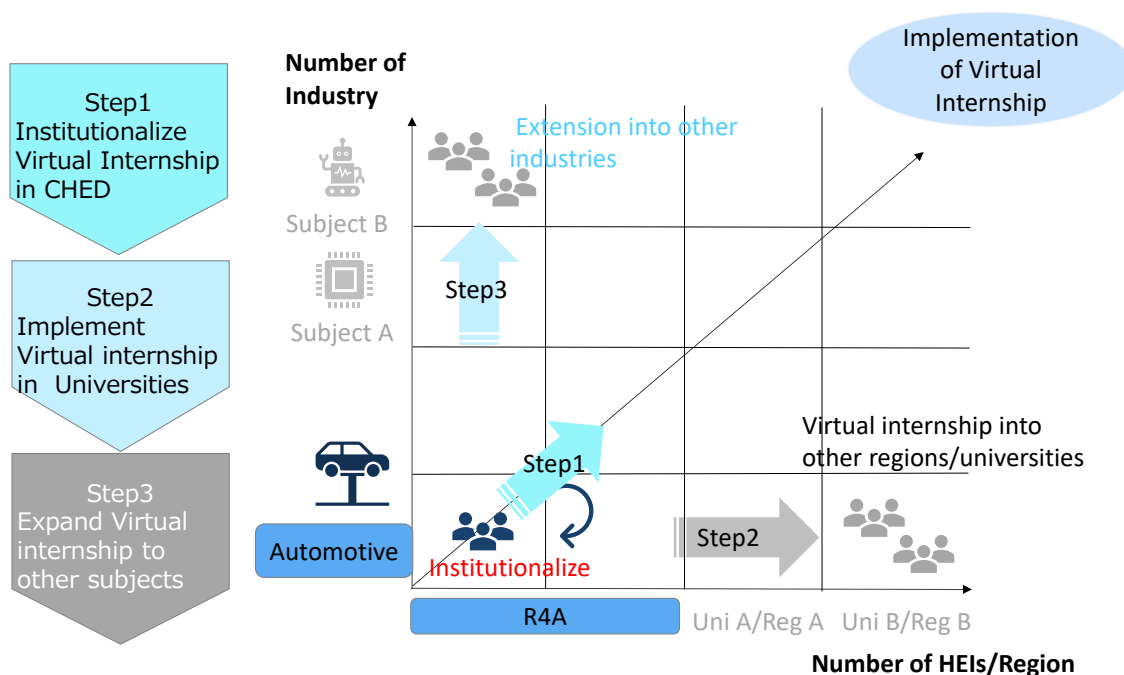 Step1
Institutionalize
Virtual Internship
in CHED
Step2
Implement
Virtual internship
in Universities
Step3
Expand Virtual
internship to
other subjects
Number of
Industry
Implementation
of Virtual
Internship
Extension into other
industries
Subject B
Step3
Subject A
Virtual internship into
other regions/universities
Step1
Step2
Automotive
Institutionalize
R4A
Uni A/Reg A
Uni B/Reg B
Number of HEIs/Region